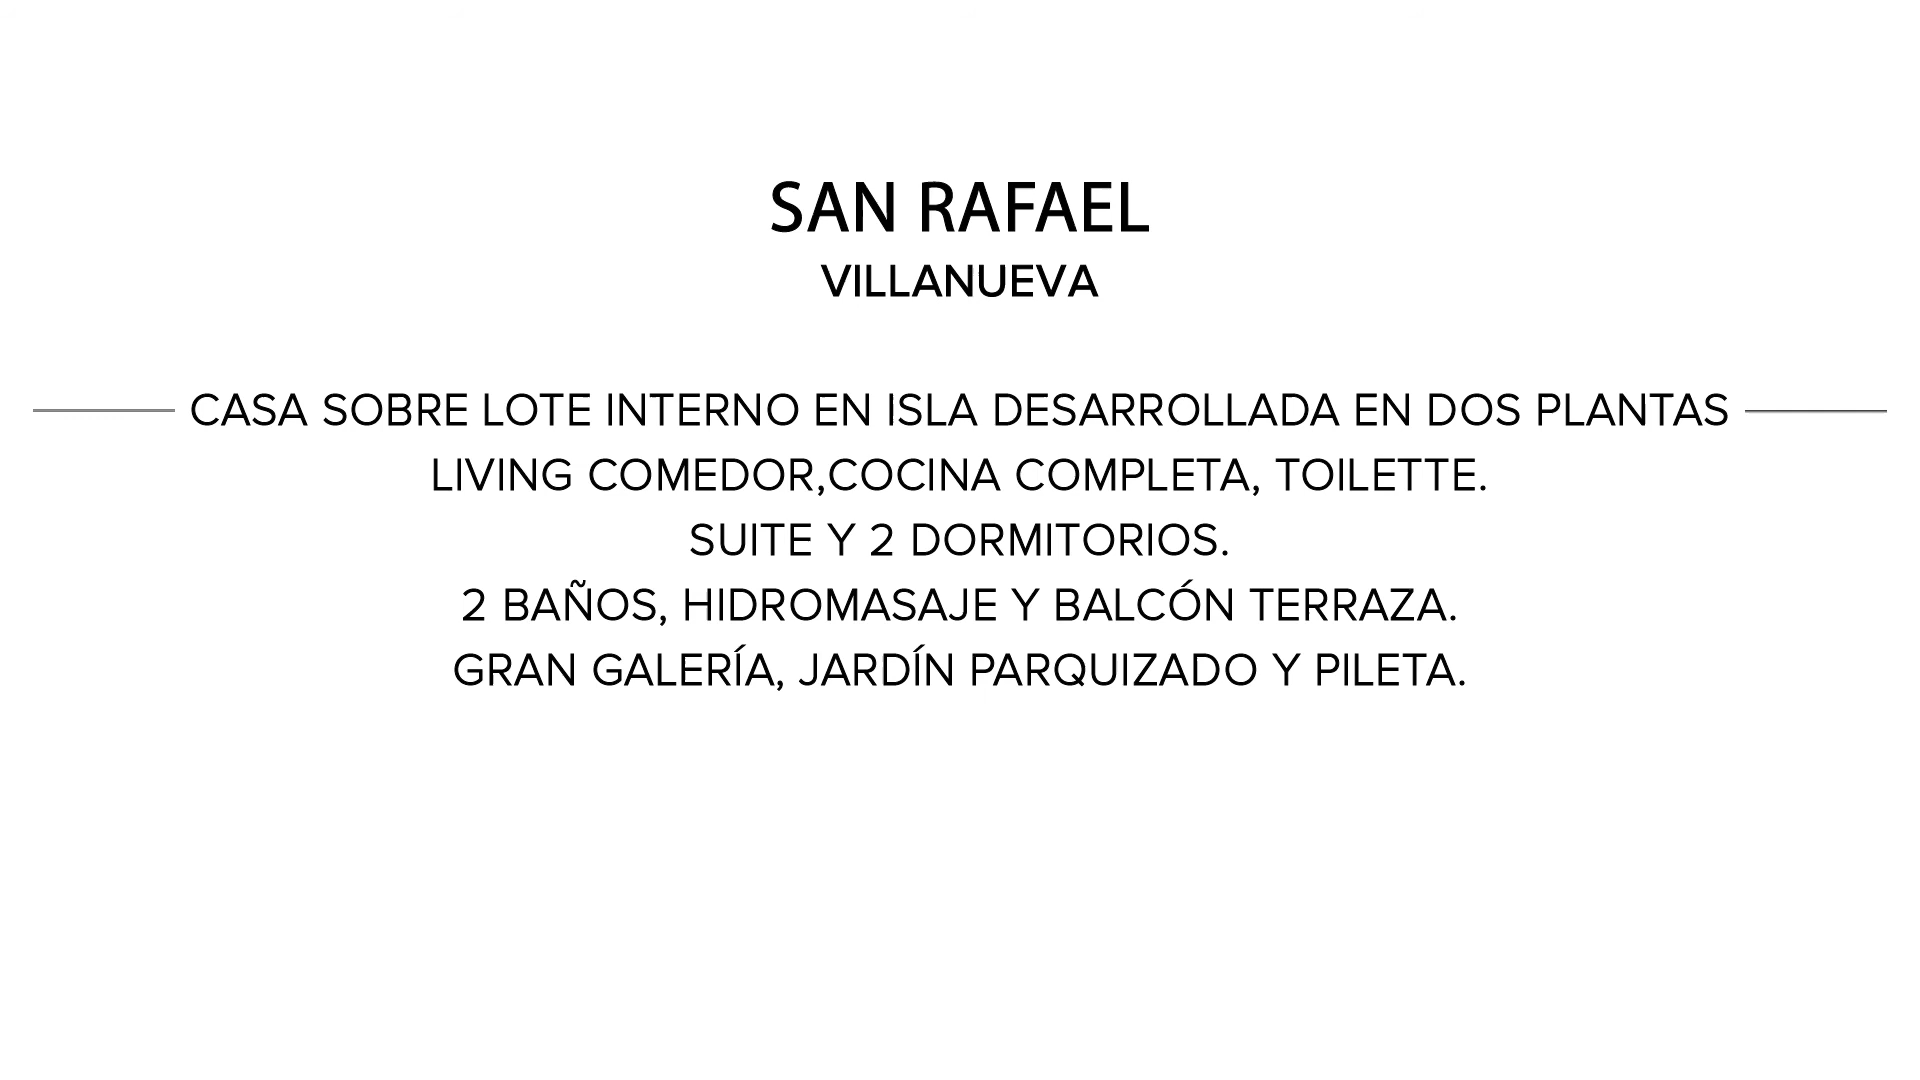 SAN RAFAEL
VILLANUEVA
CASA SOBRE LOTE INTERNO EN ISLA DESARROLLADA EN DOS PLANTAS
LIVING COMEDOR,COCINA COMPLETA, TOILETTE.
SUITE Y 2 DORMITORIOS.
2 BAÑOS, HIDROMASAJE Y BALCÓN TERRAZA.
GRAN GALERÍA, JARDÍN PARQUIZADO Y PILETA.